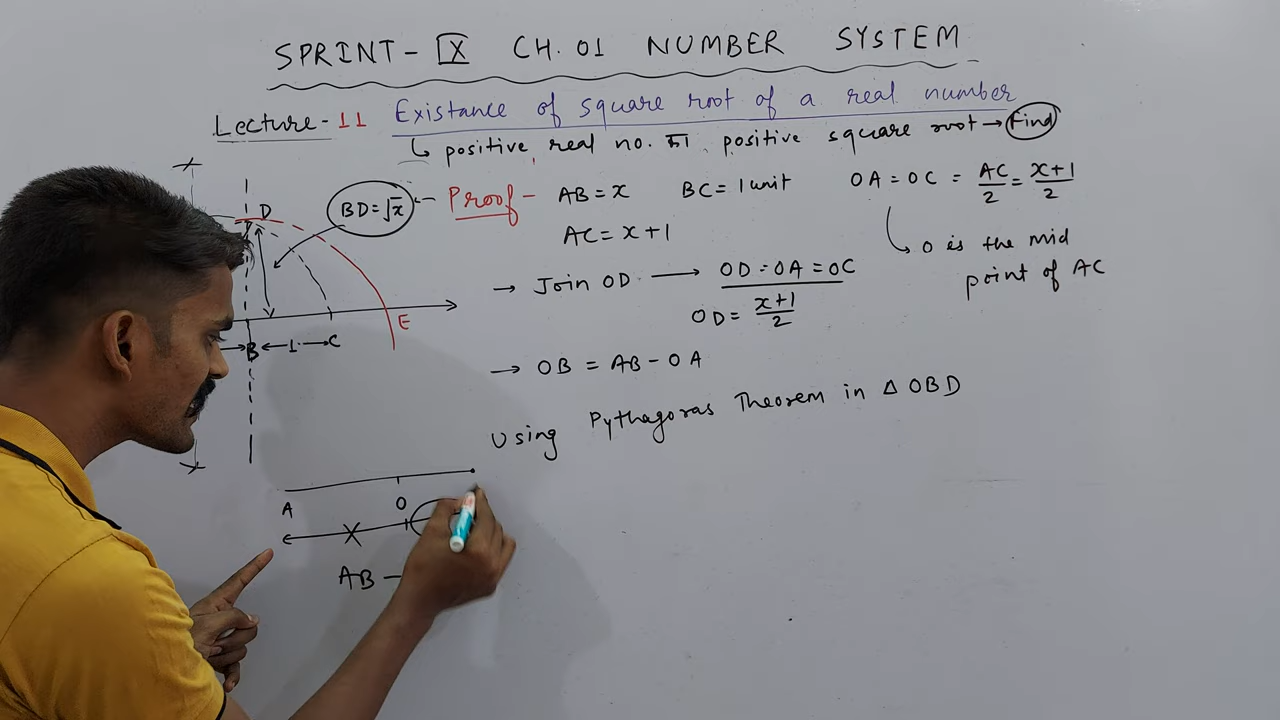 SPRINT - IX CH. 01 NUMBER SYSTEM
Lecture - 11 Existance of square root of a real number
↳ positive real no. का positive square root → Find
D
BD = √x ← Proof - AB = x BC = 1 unit OA = OC = AC/2 = x+1/2
AC = x+1
↳ O is the mid
point of AC
→ Join OD → OD = OA = OC
OD = x+1/2
E
B ← 1 → C
→ OB = AB - OA
Using Pythagoras Theorem in Δ OBD
A O
AB -